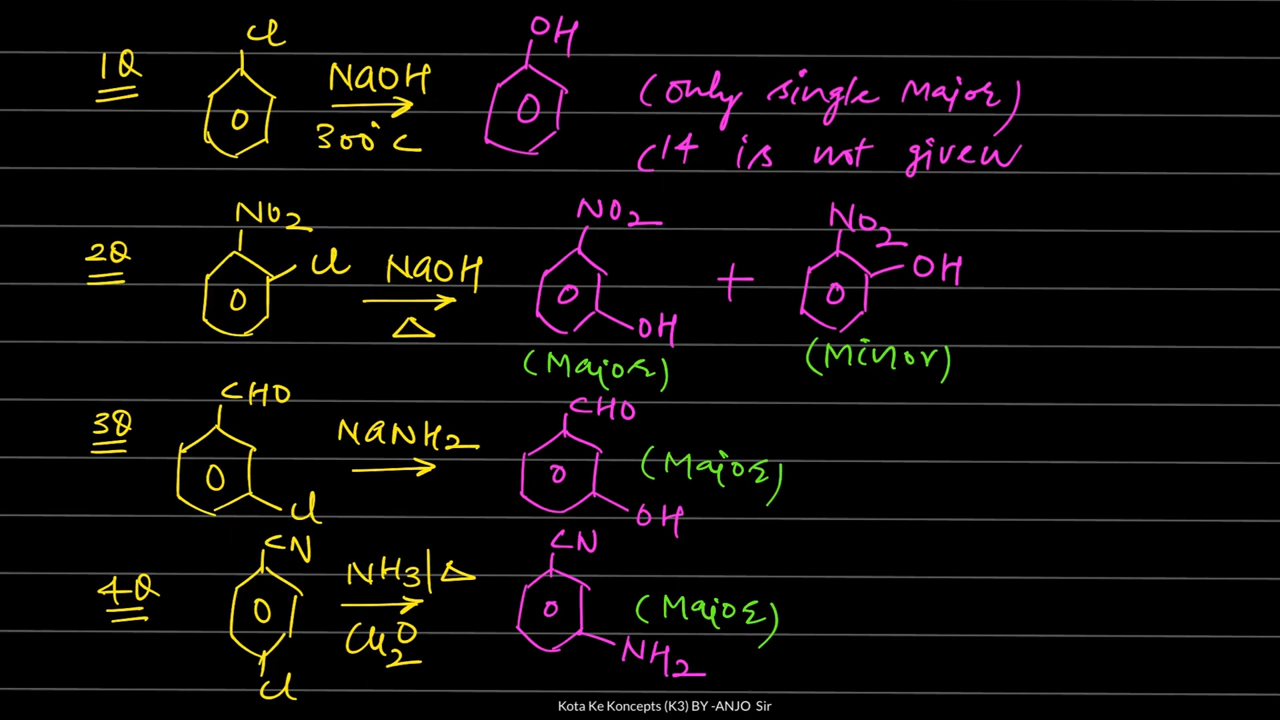 1Q Cl NaOH 300°C OH (only single Major)
C14 is not given
2Q NO2 Cl NaOH Δ NO2 OH (Major) + NO2 OH (Minor)
3Q CHO Cl NaNH2 CHO OH (Major)
4Q CN Cl NH3|Δ Cu2O CN NH2 (Major)
Kota Ke Koncepts (K3) BY -ANJO Sir